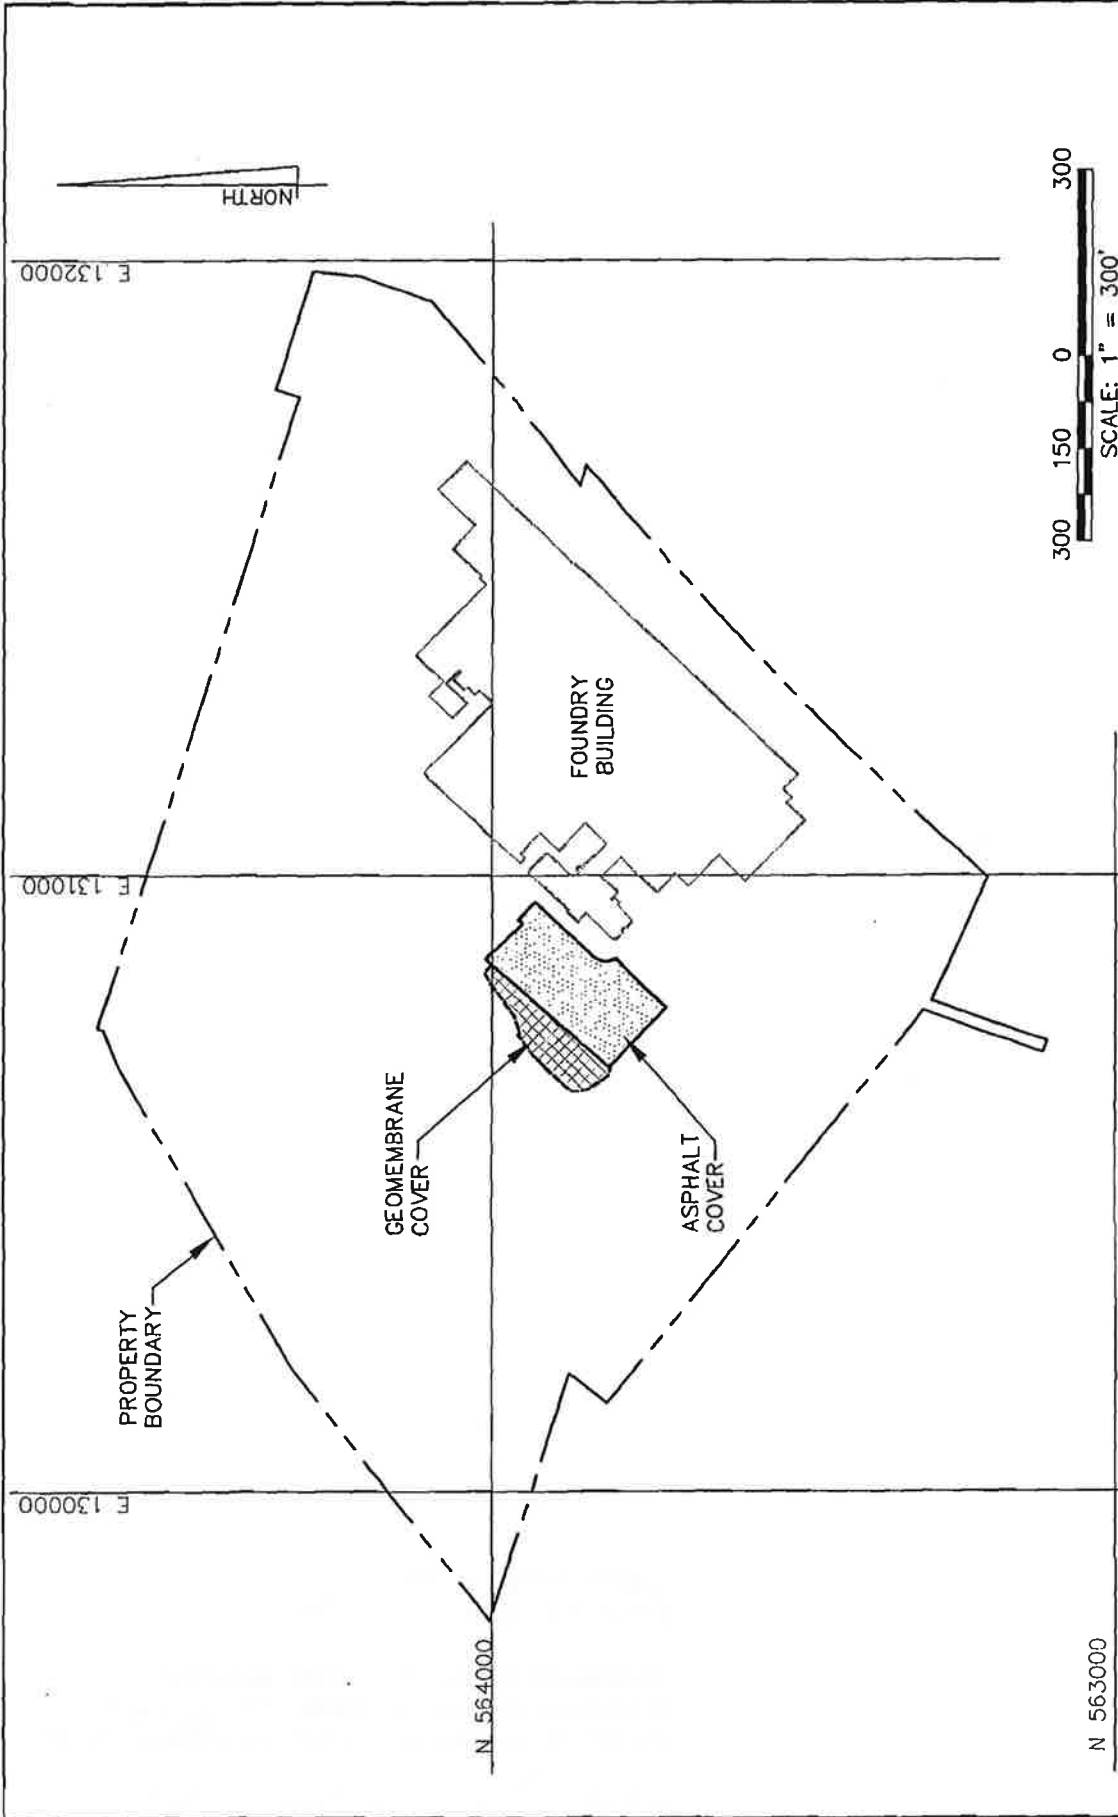 NORTH
E 132000
E 131000
E 130000
PROPERTY
BOUNDARY
GEOMEMBRANE
COVER
ASPHALT
COVER
FOUNDRY
BUILDING
N 564000
N 563000
300 150 0 300
SCALE: 1" = 300'